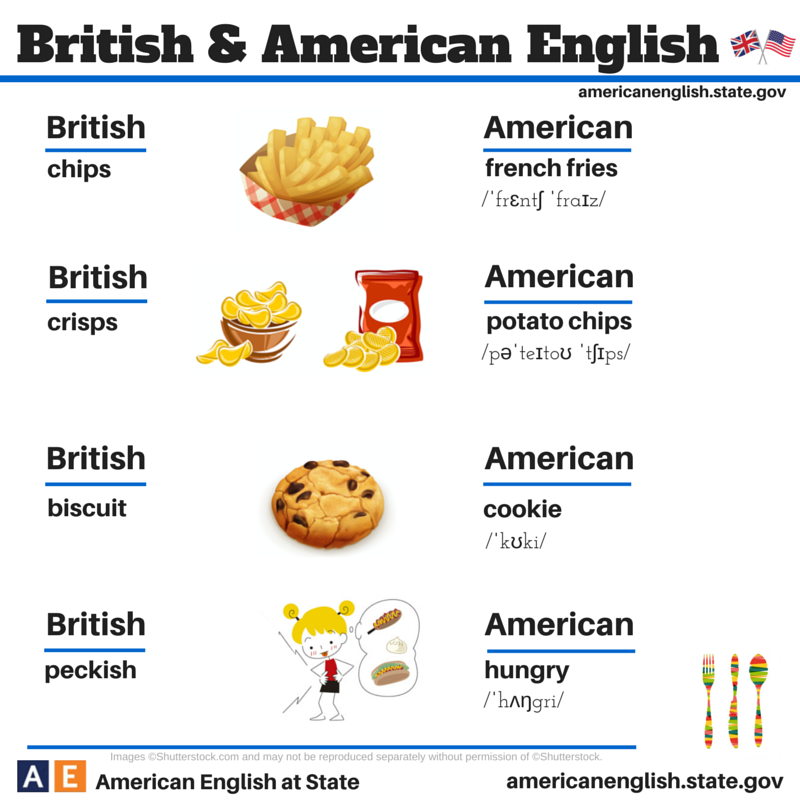 British & American English
americanenglish.state.gov
British
American
chips
french fries
/ˈfrɛntʃ ˈfraɪz/
British
American
crisps
potato chips
/pəˈteɪtoʊ ˈtʃɪps/
British
American
biscuit
cookie
/ˈkʊki/
British
American
peckish
hungry
/ˈhʌŋgri/
Images ©Shutterstock.com and may not be reproduced separately without permission of ©Shutterstock.
A E American English at State
americanenglish.state.gov